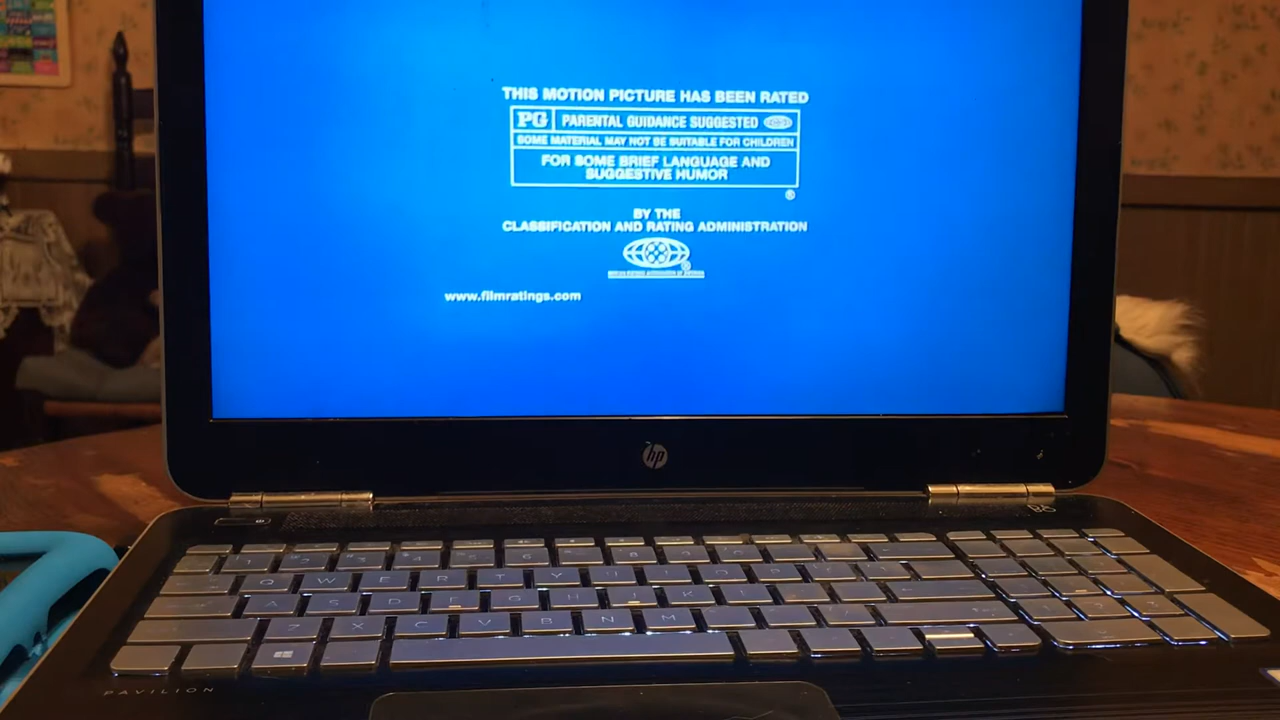 THIS MOTION PICTURE HAS BEEN RATED
PG PARENTAL GUIDANCE SUGGESTED
SOME MATERIAL MAY NOT BE SUITABLE FOR CHILDREN
FOR SOME BRIEF LANGUAGE AND
SUGGESTIVE HUMOR
®
BY THE
CLASSIFICATION AND RATING ADMINISTRATION
®
www.filmratings.com
hp
Q W E R T Y
A S D F G H J K L
Z X C V B N M
PAVILION